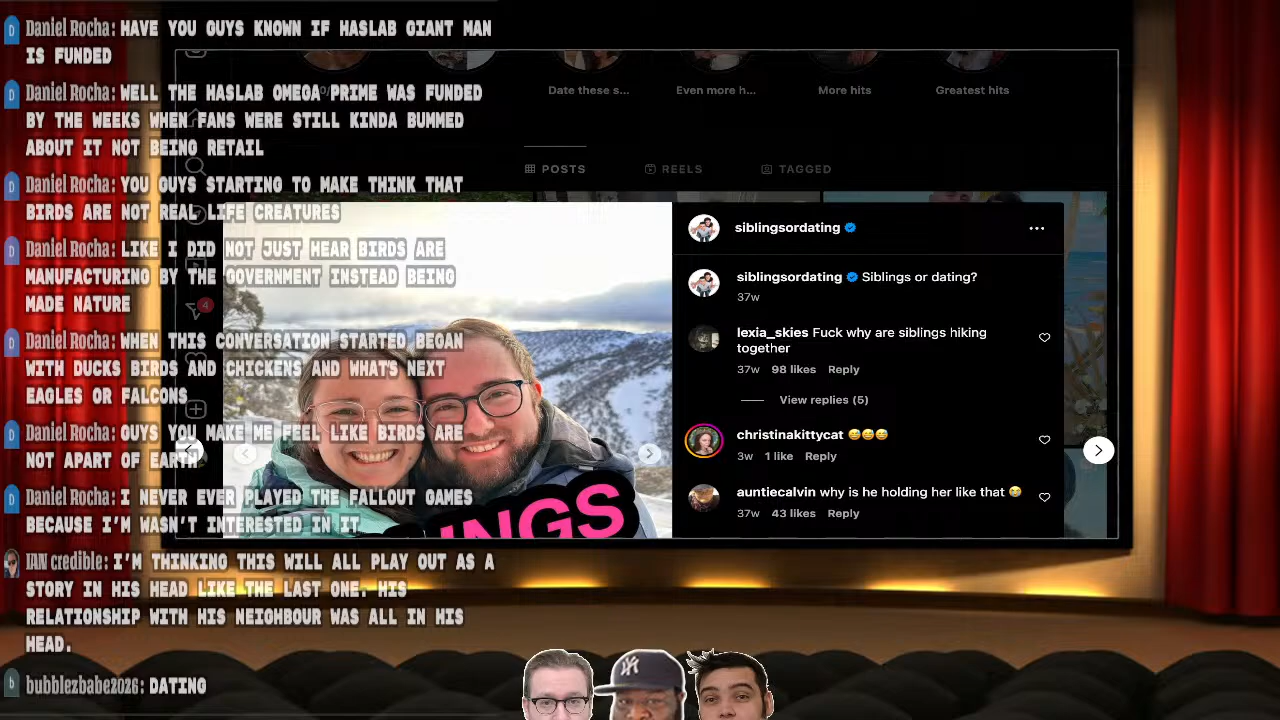 Daniel Rocha: HAVE YOU GUYS KNOWN IF HASLAB GIANT MAN
IS FUNDED
Daniel Rocha: WELL THE HASLAB OMEGA PRIME WAS FUNDED
BY THE WEEKS WHEN FANS WERE STILL KINDA BUMMED
ABOUT IT NOT BEING RETAIL
Daniel Rocha: YOU GUYS STARTING TO MAKE THINK THAT
BIRDS ARE NOT REAL LIFE CREATURES
Daniel Rocha: LIKE I DID NOT JUST HEAR BIRDS ARE
MANUFACTURING BY THE GOVERNMENT INSTEAD BEING
MADE NATURE
Daniel Rocha: WHEN THIS CONVERSATION STARTED BEGAN
WITH DUCKS BIRDS AND CHICKENS AND WHAT'S NEXT
EAGLES OR FALCONS
Daniel Rocha: GUYS YOU MAKE ME FEEL LIKE BIRDS ARE
NOT APART OF EARTH
Daniel Rocha: I NEVER EVER PLAYED THE FALLOUT GAMES
BECAUSE I'M WASN'T INTERESTED IN IT
IAN credible: I'M THINKING THIS WILL ALL PLAY OUT AS A
STORY IN HIS HEAD LIKE THE LAST ONE. HIS
RELATIONSHIP WITH HIS NEIGHBOUR WAS ALL IN HIS
HEAD.
bubblezbabe2026: DATING
Date these s... Even more h... More hits Greatest hits
POSTS REELS TAGGED
4
siblingsordating
siblingsordating Siblings or dating?
37w
lexia_skies Fuck why are siblings hiking
together
37w 98 likes Reply
View replies (5)
christinakittycat 😅😅😅
3w 1 like Reply
auntiecalvin why is he holding her like that 😭
37w 43 likes Reply
INGS